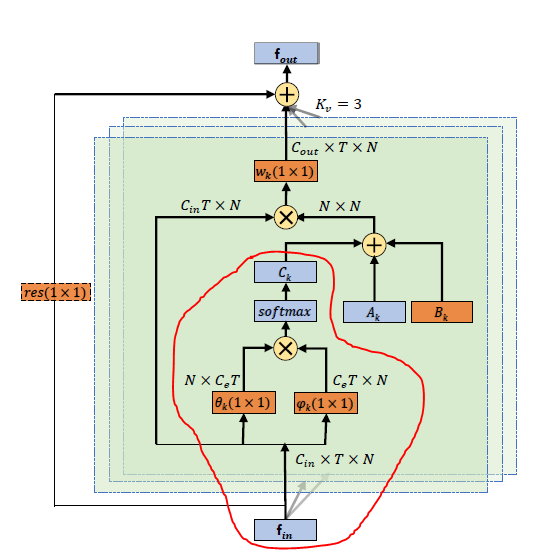 f_out
K_v = 3
C_out × T × N
w_k(1 × 1)
C_in T × N
N × N
C_k
res(1 × 1)
softmax
A_k
B_k
N × C_e T
C_e T × N
θ_k(1 × 1)
φ_k(1 × 1)
C_in × T × N
f_in